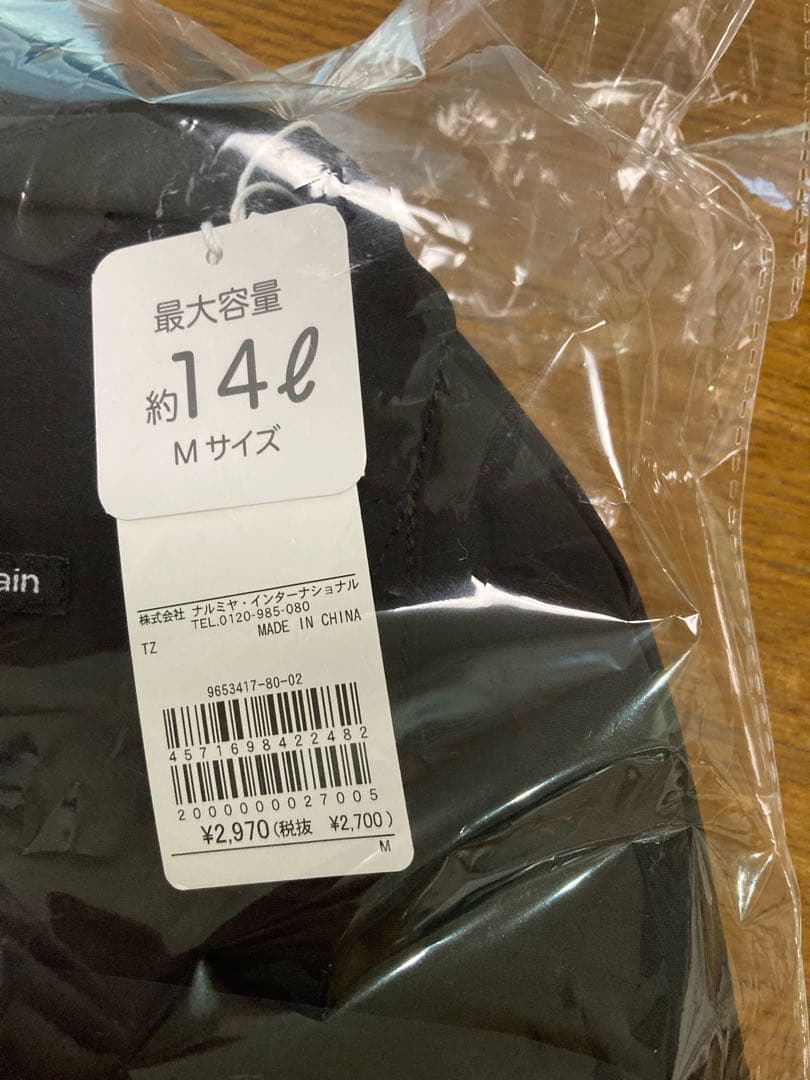 最大容量
約14ℓ
Mサイズ
ain
株式会社 ナルミヤ・インターナショナル
TEL.0120-985-080
MADE IN CHINA
TZ
9653417-80-02
4571698422482
2000000027005
¥2,970(税抜 ¥2,700)
M